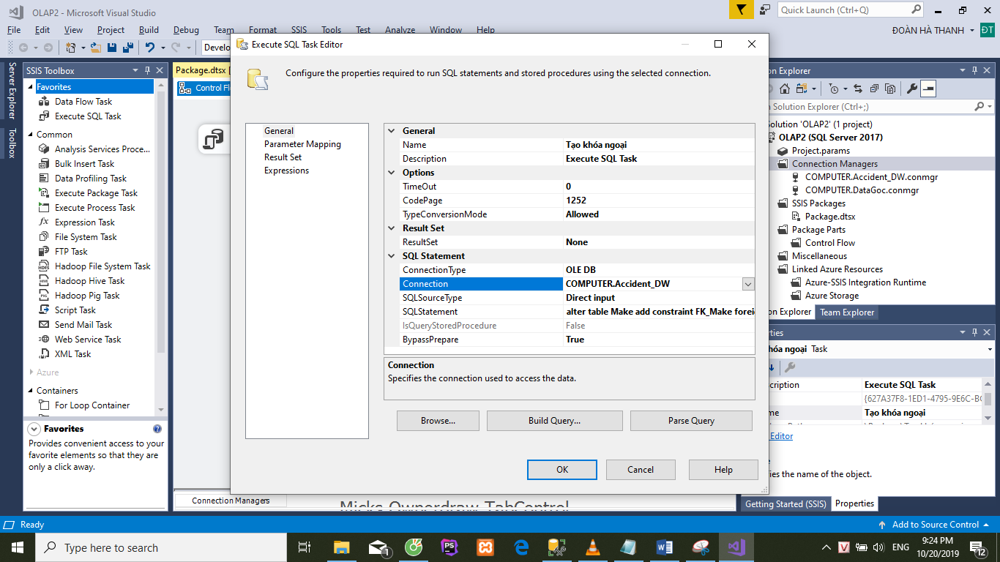 OLAP2 - Microsoft Visual Studio
Quick Launch (Ctrl+Q)
File Edit View Project Build Debug Team Format SSIS Tools Test Analyze Window Help
ĐOÀN HÀ THANH
ĐT
Develo
Execute SQL Task Editor
Configure the properties required to run SQL statements and stored procedures using the selected connection.
Server Explorer
Toolbox
SSIS Toolbox
Favorites
Data Flow Task
Execute SQL Task
Common
Analysis Services Proce...
Bulk Insert Task
Data Profiling Task
Execute Package Task
Execute Process Task
Expression Task
File System Task
FTP Task
Hadoop File System Task
Hadoop Hive Task
Hadoop Pig Task
Script Task
Send Mail Task
Web Service Task
XML Task
Azure
Containers
For Loop Container
Favorites
Provides convenient access to your
favorite elements so that they are
only a click away.
Package.dtsx
Control Fl
General
Parameter Mapping
Result Set
Expressions
General
Name Tạo khóa ngoại
Description Execute SQL Task
Options
TimeOut 0
CodePage 1252
TypeConversionMode Allowed
Result Set
ResultSet None
SQL Statement
ConnectionType OLE DB
Connection COMPUTER.Accident_DW
SQLSourceType Direct input
SQLStatement alter table Make add constraint FK_Make forei
IsQueryStoredProcedure False
BypassPrepare True
Connection
Specifies the connection used to access the data.
Browse... Build Query... Parse Query
OK Cancel Help
Connection Managers
Micks Ownerdraw TabControl
on Explorer
Solution Explorer (Ctrl+;)
Solution 'OLAP2' (1 project)
OLAP2 (SQL Server 2017)
Project.params
Connection Managers
COMPUTER.Accident_DW.conmgr
COMPUTER.DataGoc.conmgr
SSIS Packages
Package.dtsx
Package Parts
Control Flow
Miscellaneous
Linked Azure Resources
Azure-SSIS Integration Runtime
Azure Storage
on Explorer Team Explorer
rties
hóa ngoại Task
cription Execute SQL Task
{627A37F8-1ED1-4795-9E6C-BC
me Tạo khóa ngoại
Editor
ies the name of the object.
Getting Started (SSIS) Properties
Ready
Add to Source Control
Type here to search
1
PS
ENG
9:24 PM
10/20/2019
12